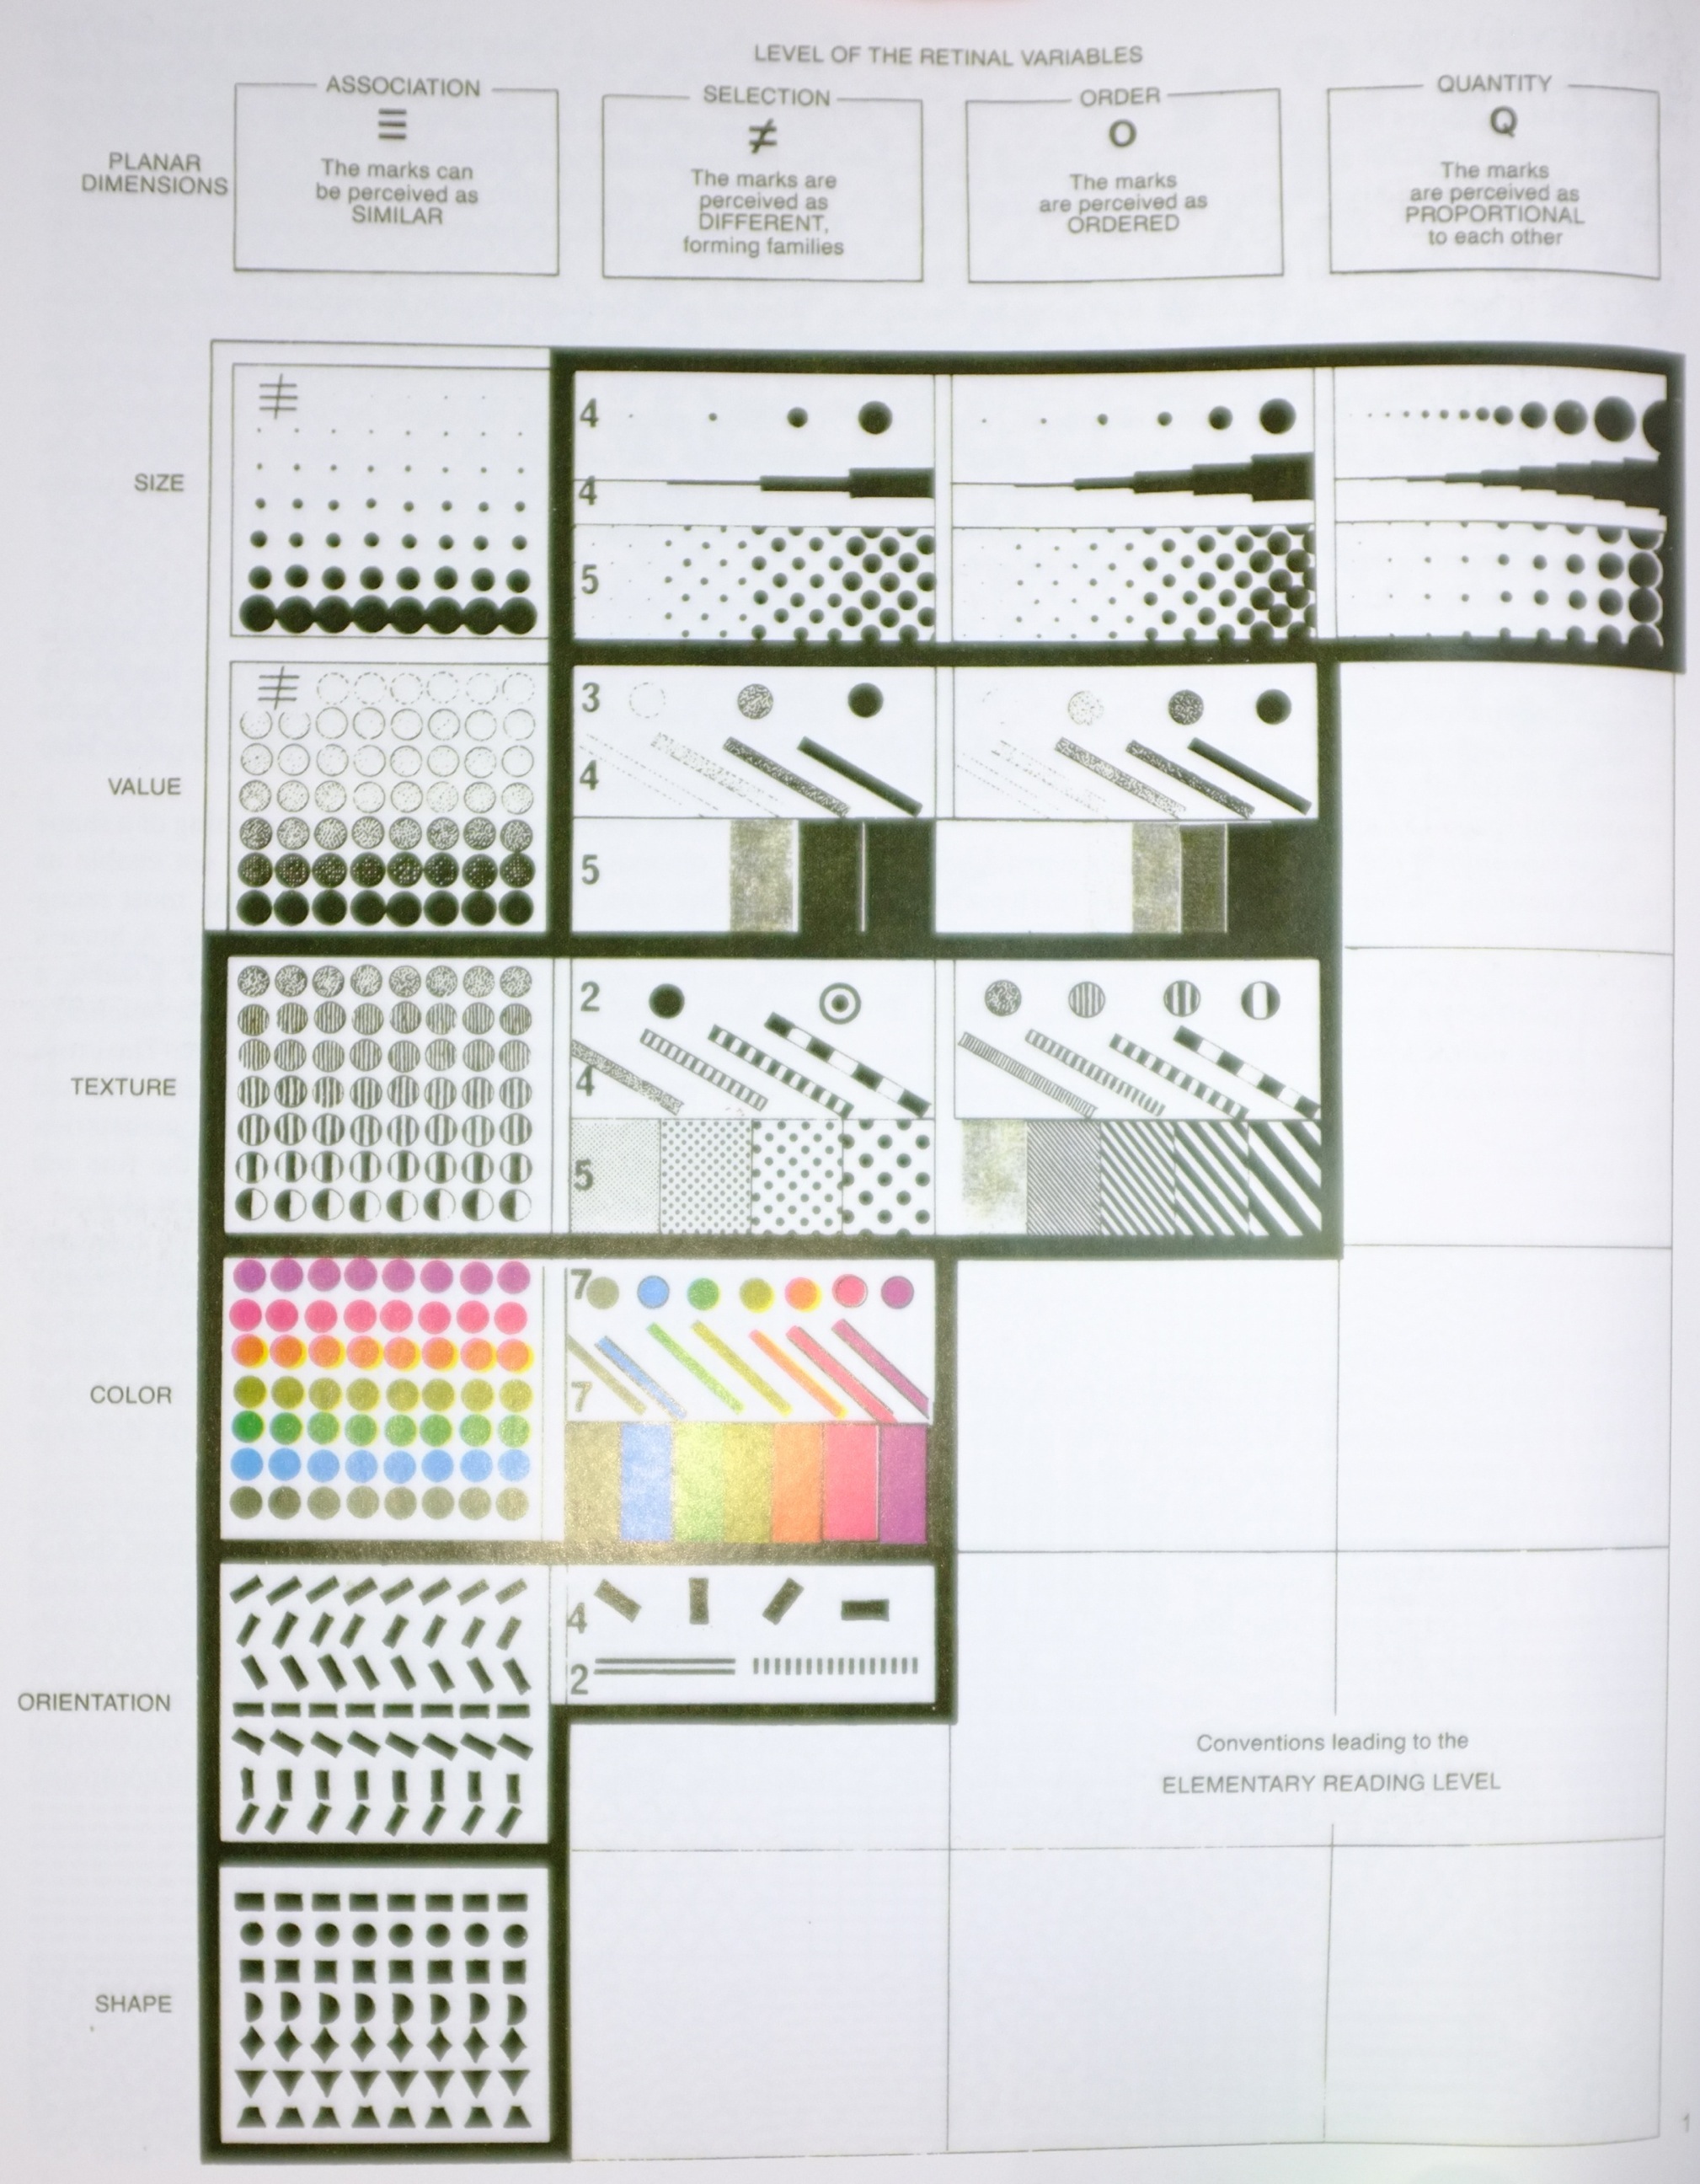 LEVEL OF THE RETINAL VARIABLES
ASSOCIATION
SELECTION
ORDER
QUANTITY
≡
≠
O
Q
PLANAR
DIMENSIONS
The marks can
be perceived as
SIMILAR
The marks are
perceived as
DIFFERENT,
forming families
The marks
are perceived as
ORDERED
The marks
are perceived as
PROPORTIONAL
to each other
SIZE
4
4
5
VALUE
3
4
5
TEXTURE
2
4
5
COLOR
7
7
ORIENTATION
4
2
Conventions leading to the
ELEMENTARY READING LEVEL
SHAPE